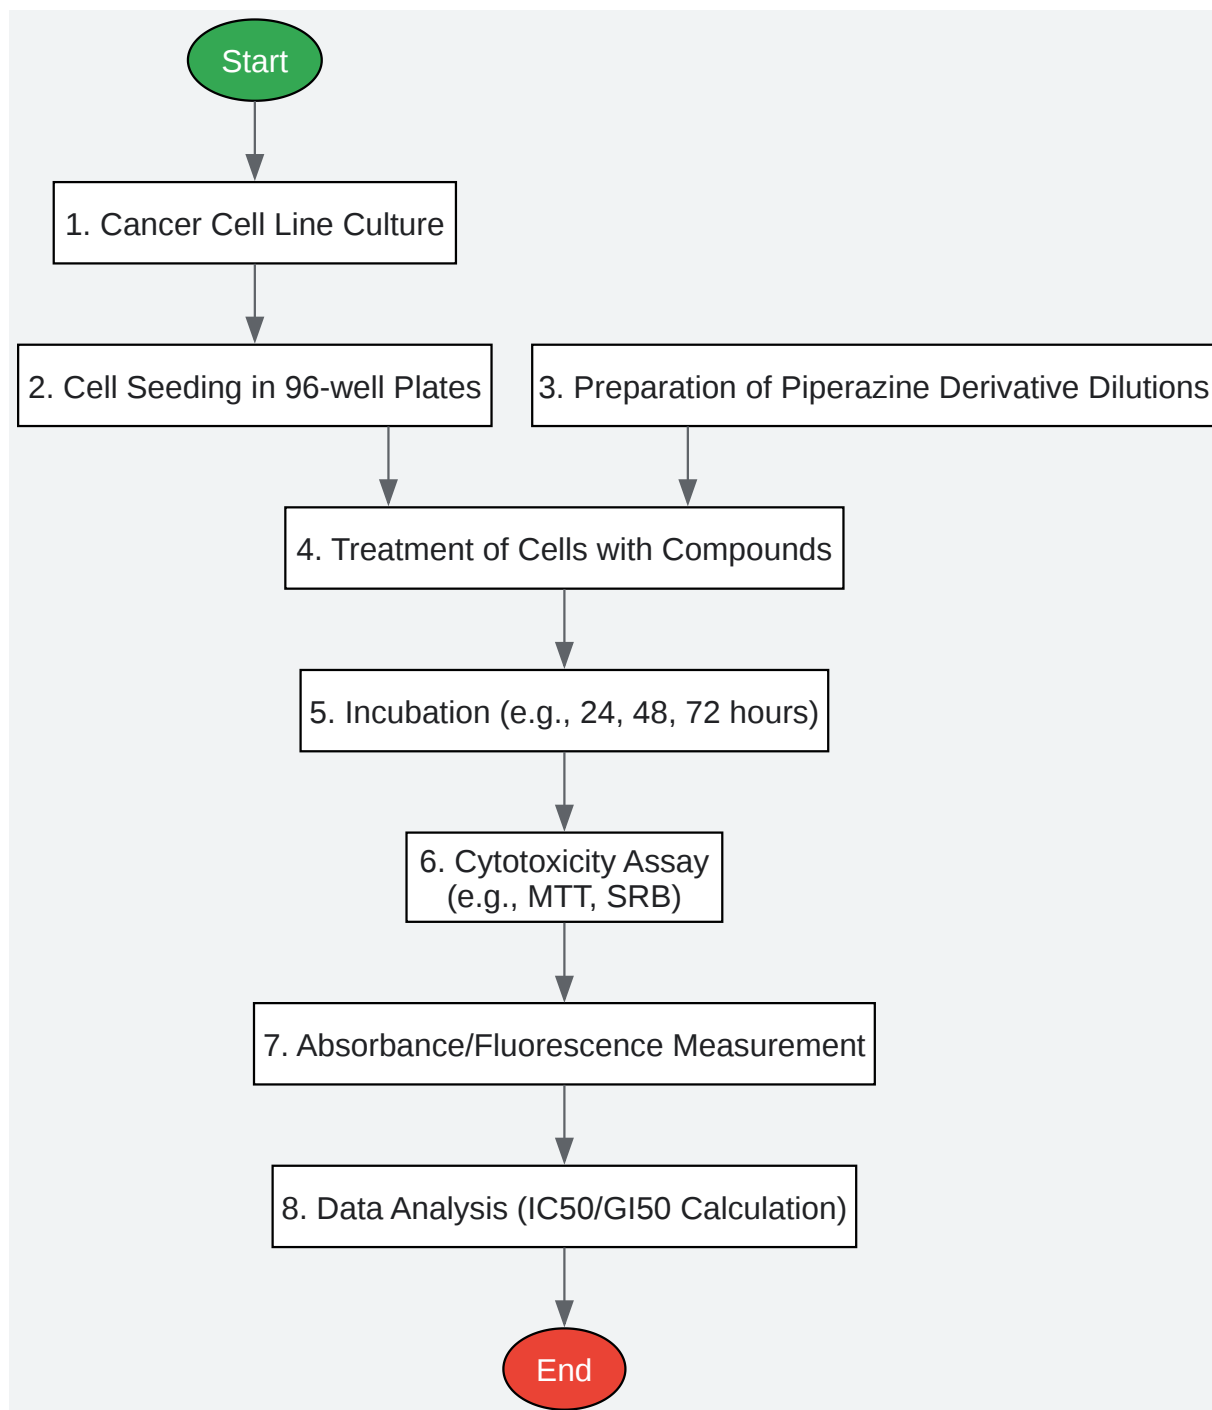 Start
1. Cancer Cell Line Culture
2. Cell Seeding in 96-well Plates
3. Preparation of Piperazine Derivative Dilutions
4. Treatment of Cells with Compounds
5. Incubation (e.g., 24, 48, 72 hours)
6. Cytotoxicity Assay
(e.g., MTT, SRB)
7. Absorbance/Fluorescence Measurement
8. Data Analysis (IC50/GI50 Calculation)
End